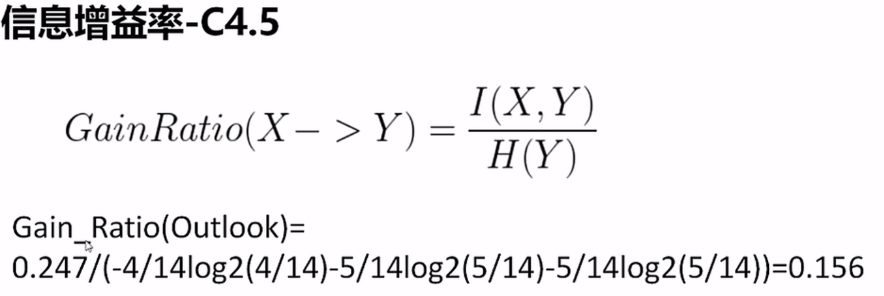 信息增益率-C4.5
GainRatio(X->Y) = I(X,Y) / H(Y)
Gain_Ratio(Outlook)=
0.247/(-4/14log2(4/14)-5/14log2(5/14)-5/14log2(5/14))=0.156